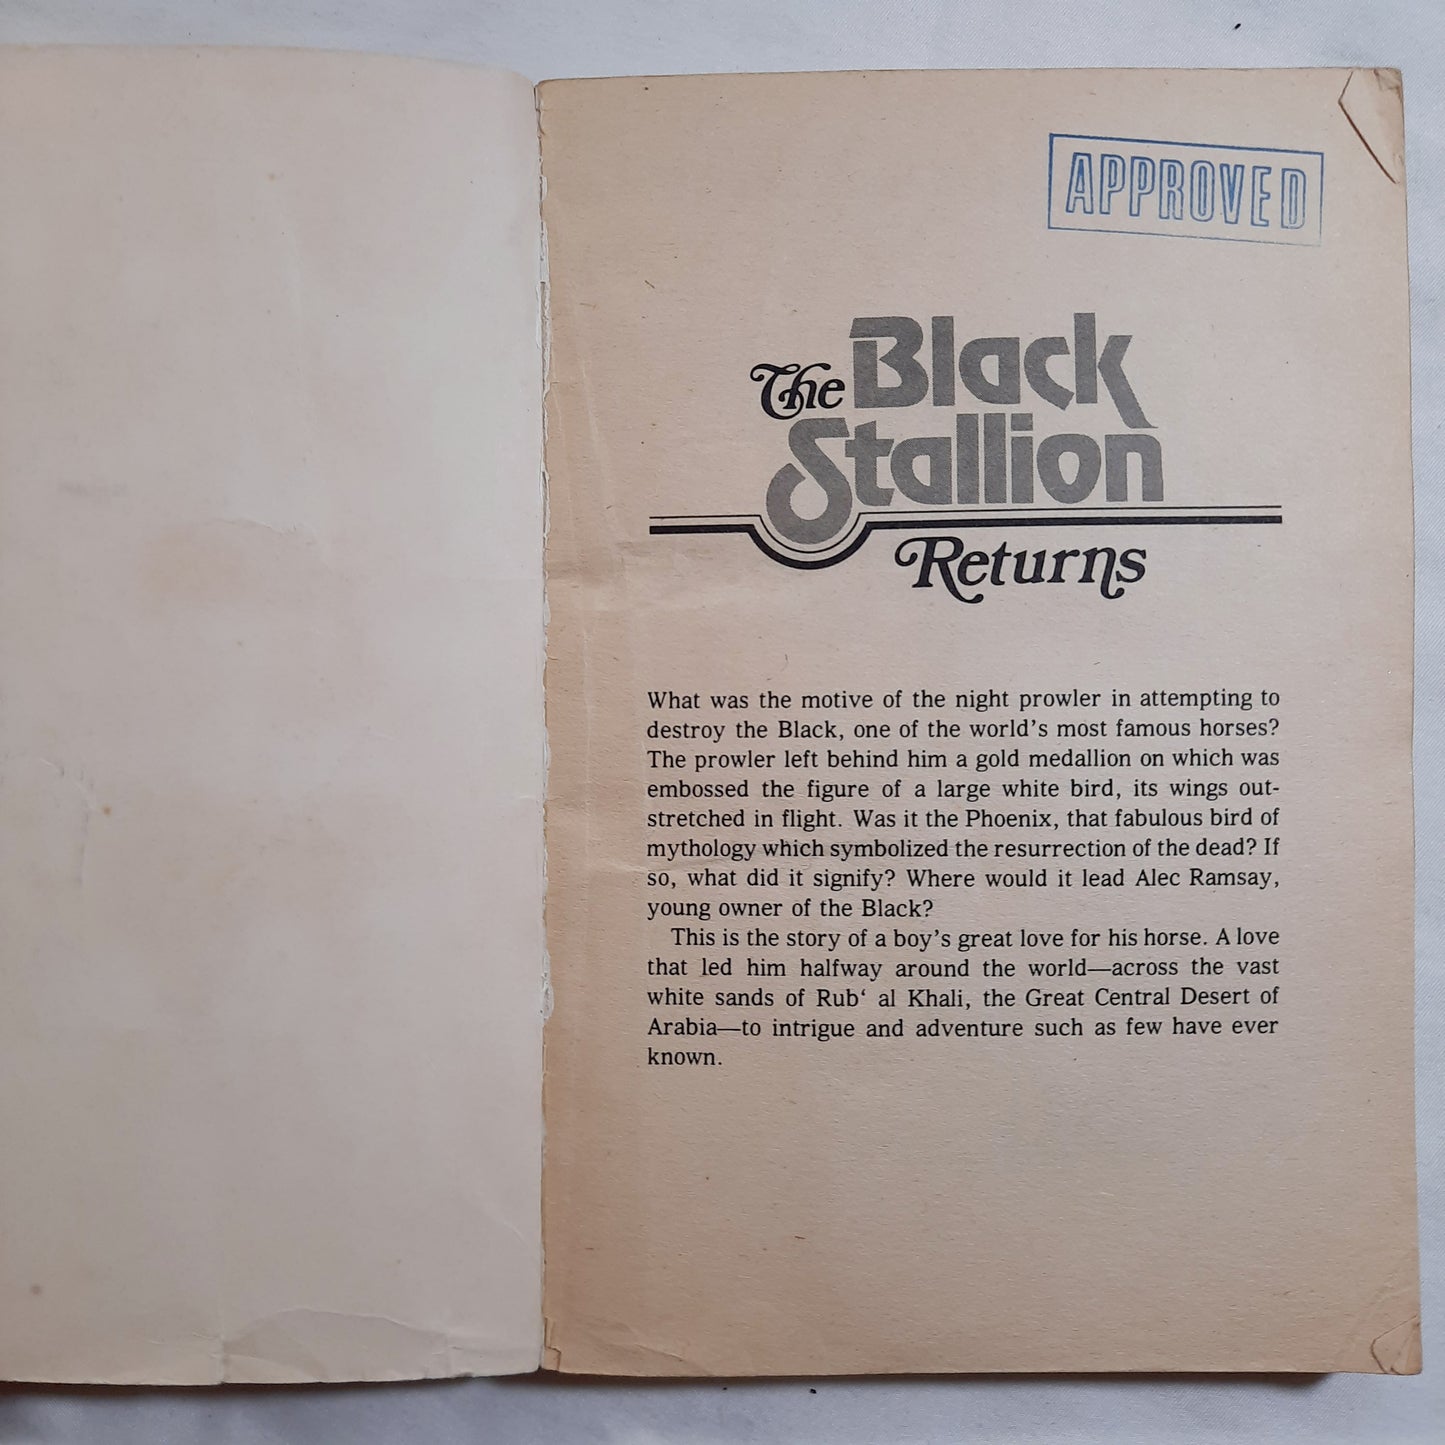 APPROVED
The Black
Stallion
Returns
What was the motive of the night prowler in attempting to
destroy the Black, one of the world's most famous horses?
The prowler left behind him a gold medallion on which was
embossed the figure of a large white bird, its wings out-
stretched in flight. Was it the Phoenix, that fabulous bird of
mythology which symbolized the resurrection of the dead? If
so, what did it signify? Where would it lead Alec Ramsay,
young owner of the Black?
This is the story of a boy's great love for his horse. A love
that led him halfway around the world—across the vast
white sands of Rub‘ al Khali, the Great Central Desert of
Arabia—to intrigue and adventure such as few have ever
known.